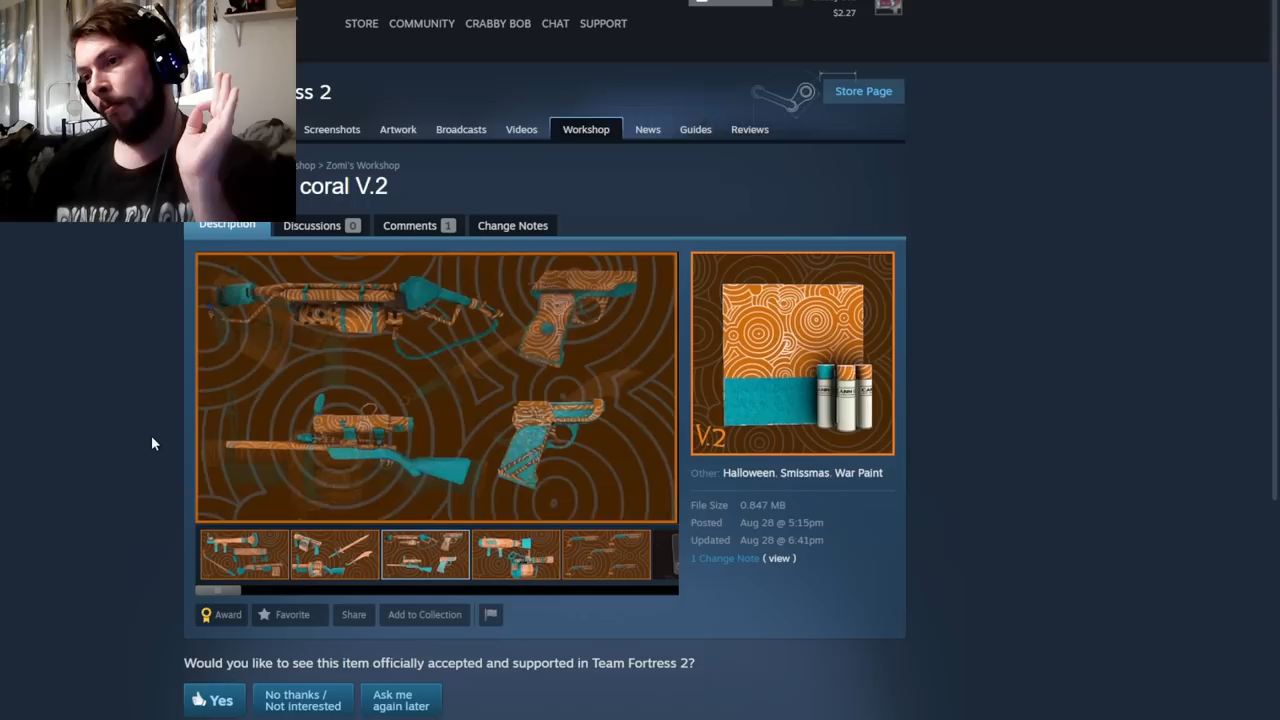 $2.27
STORE COMMUNITY CRABBY BOB CHAT SUPPORT
ss 2
Store Page
Screenshots Artwork Broadcasts Videos Workshop News Guides Reviews
shop > Zomi's Workshop
coral V.2
Description Discussions 0 Comments 1 Change Notes
V.2
Other: Halloween, Smissmas, War Paint
File Size 0.847 MB
Posted Aug 28 @ 5:15pm
Updated Aug 28 @ 6:41pm
1 Change Note ( view )
Award Favorite Share Add to Collection
Would you like to see this item officially accepted and supported in Team Fortress 2?
Yes
No thanks /
Not interested
Ask me
again later